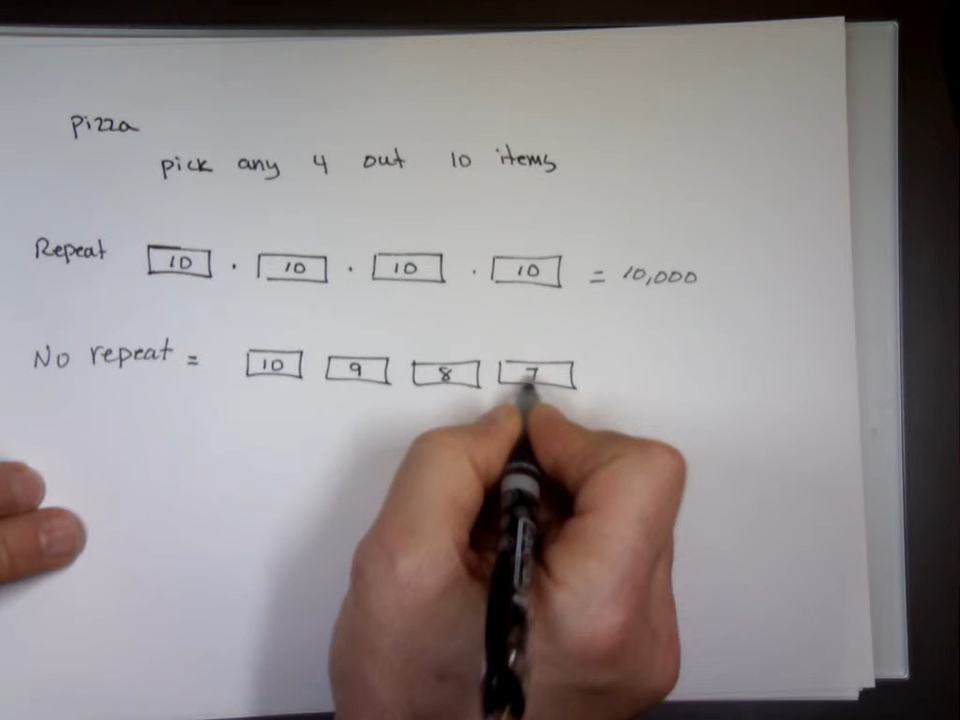 pizza
pick any 4 out 10 items
Repeat 10 . 10 . 10 . 10 = 10,000
No repeat = 10 9 8 7